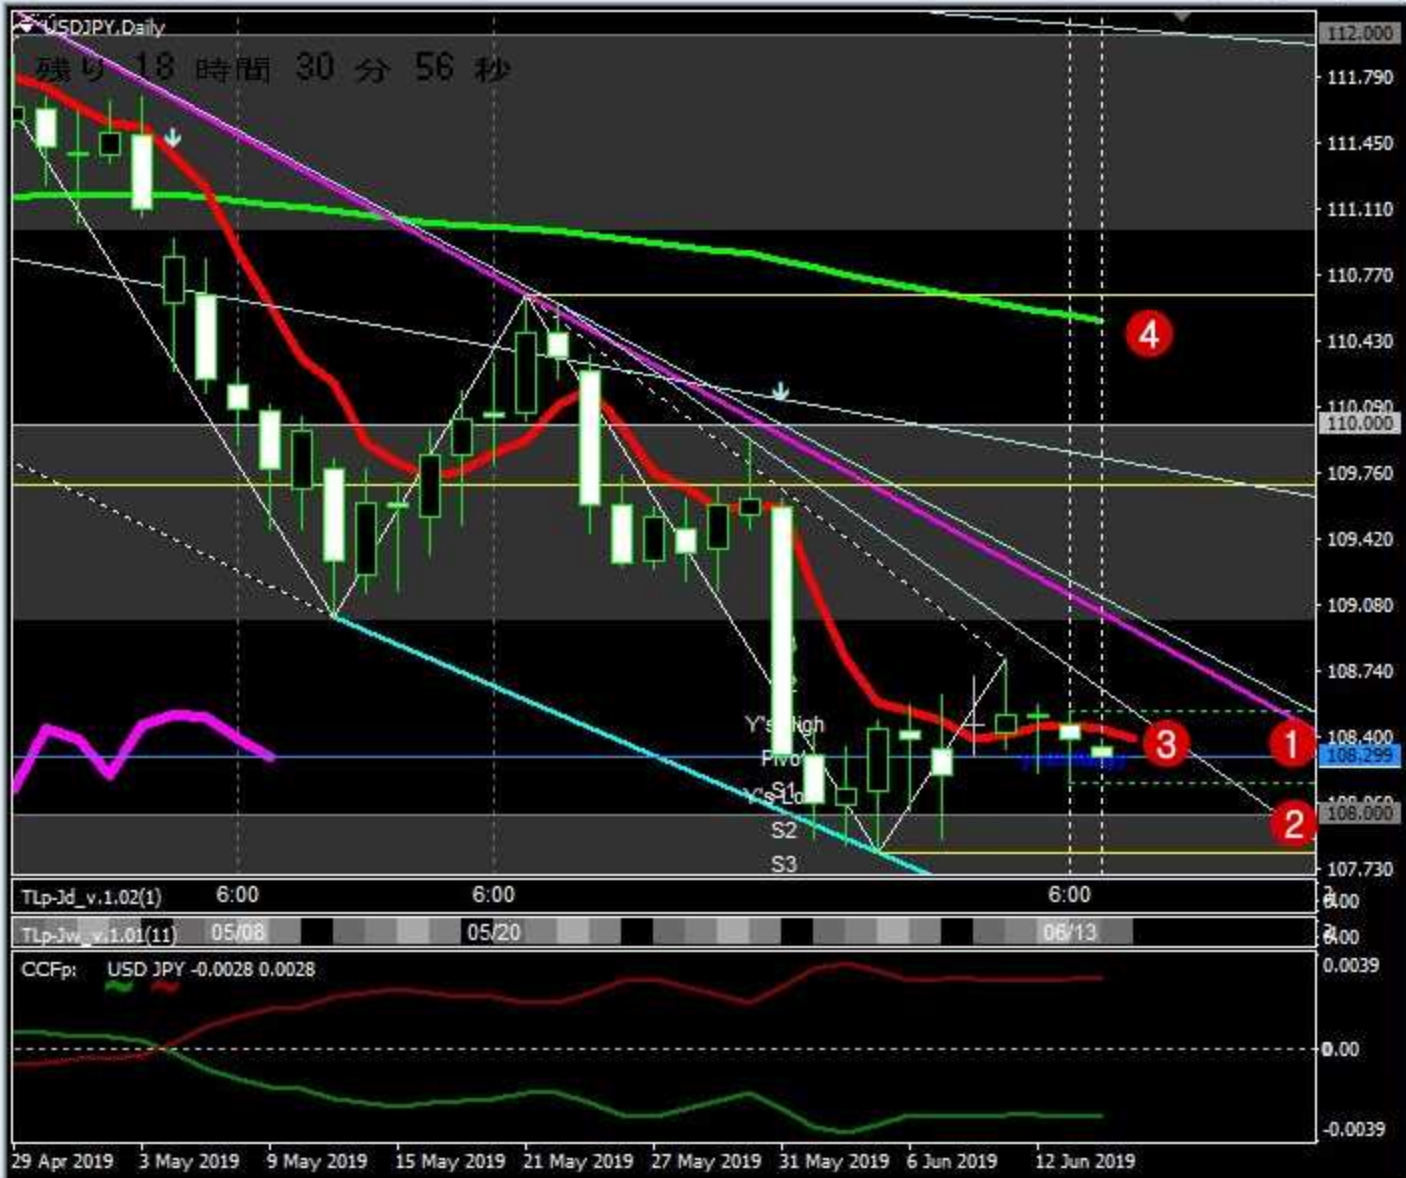 USDJPY,Daily
残り 18 時間 30 分 56 秒
112.000
111.790
111.450
111.110
110.770
110.430
110.090
110.000
109.760
109.420
109.080
108.740
108.400
108.299
108.000
107.730
4
3
1
2
Y's High
Pivot
S1
Y's Lo
S2
S3
TLp-Jd_v.1.02(1)
6:00
6:00
6:00
6:00
TLp-Jw_v.1.01(11)
05/08
05/20
06/13
6:00
CCFp: USD JPY -0.0028 0.0028
0.0039
0.00
-0.0039
29 Apr 2019
3 May 2019
9 May 2019
15 May 2019
21 May 2019
27 May 2019
31 May 2019
6 Jun 2019
12 Jun 2019